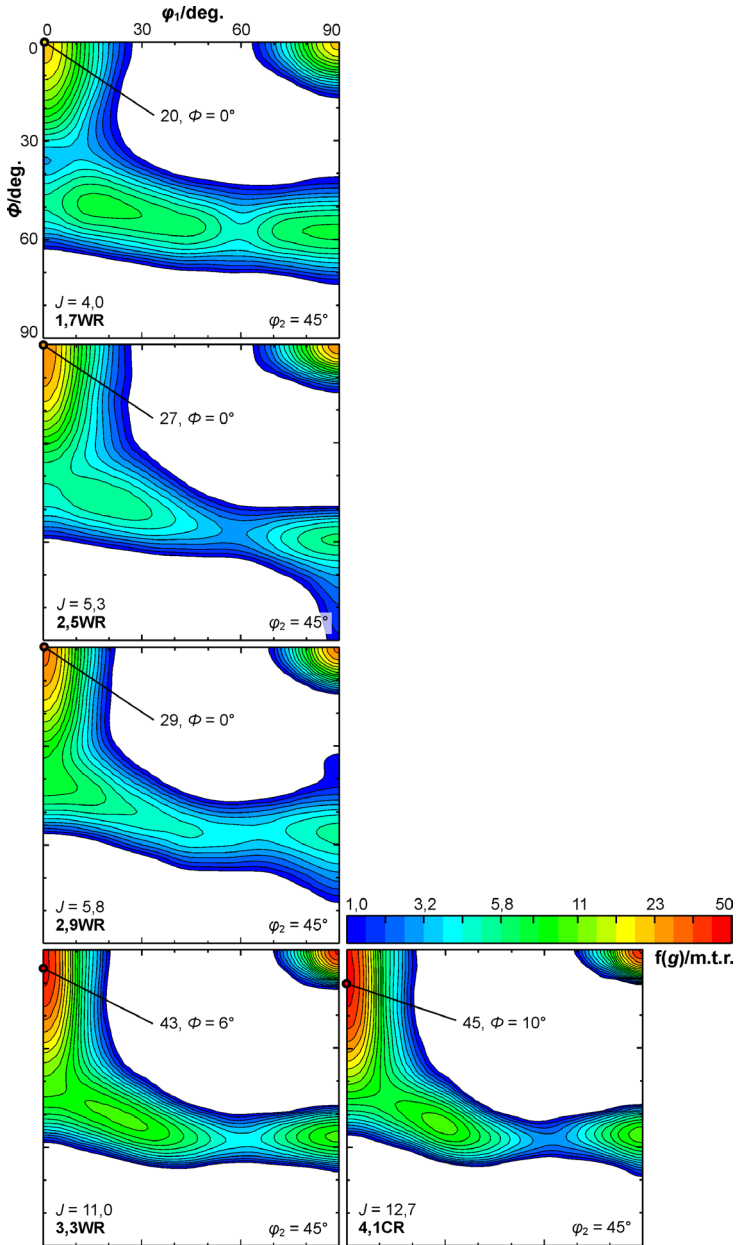 φ1/deg.
0 30 60 90
0
30
60
90
Φ/deg.
20, Φ = 0°
J = 4,0
1,7WR
φ2 = 45°
27, Φ = 0°
J = 5,3
2,5WR
φ2 = 45°
29, Φ = 0°
J = 5,8
2,9WR
φ2 = 45°
1,0 3,2 5,8 11 23 50
f(g)/m.t.r.
43, Φ = 6°
J = 11,0
3,3WR
φ2 = 45°
45, Φ = 10°
J = 12,7
4,1CR
φ2 = 45°